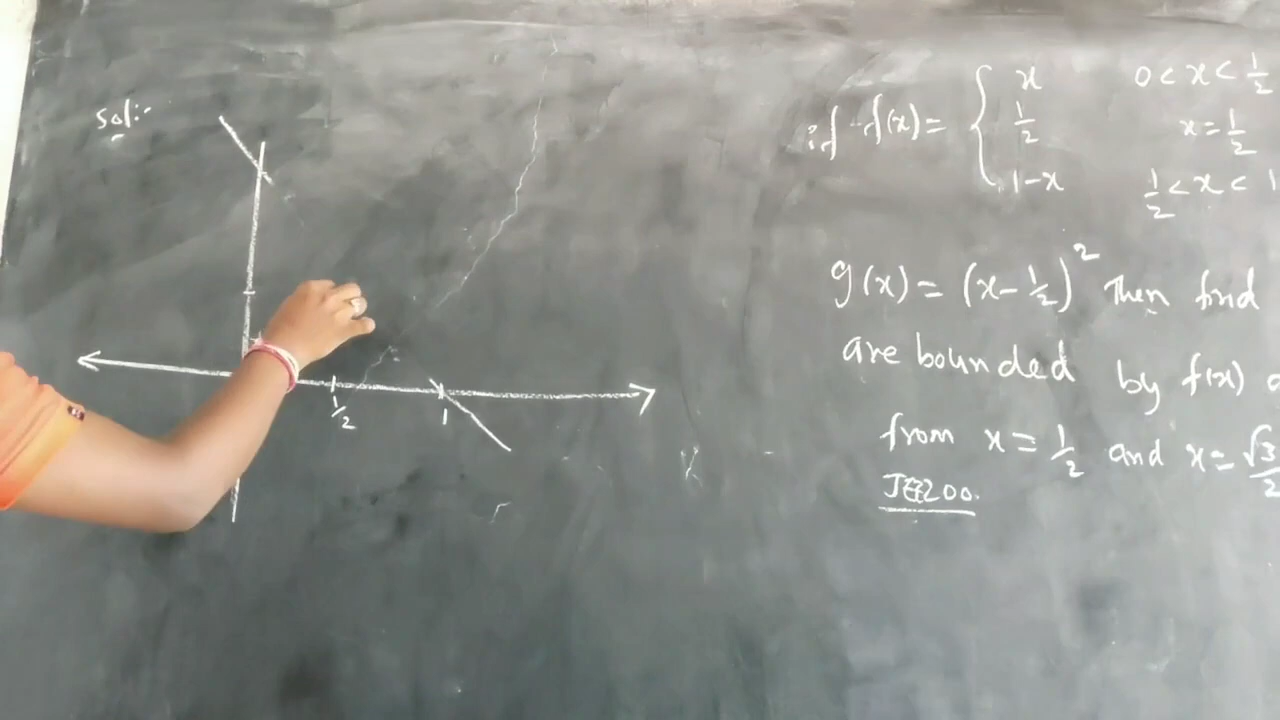 Sol:-
if f(x) = { x 0 < x < 1/2
1/2 x = 1/2
1-x 1/2 < x < 1
g(x) = (x - 1/2)^2 Then find
are bounded by f(x)
from x = 1/2 and x = √3/2
JEE200.
1/2 1